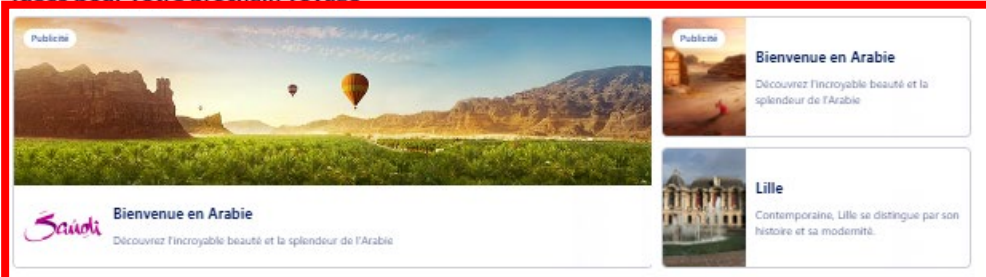 Publicité
Saudi
Bienvenue en Arabie
Découvrez l'incroyable beauté et la splendeur de l'Arabie
Publicité
Bienvenue en Arabie
Découvrez l'incroyable beauté et la
splendeur de l'Arabie
Lille
Contemporaine, Lille se distingue par son
histoire et sa modernité.